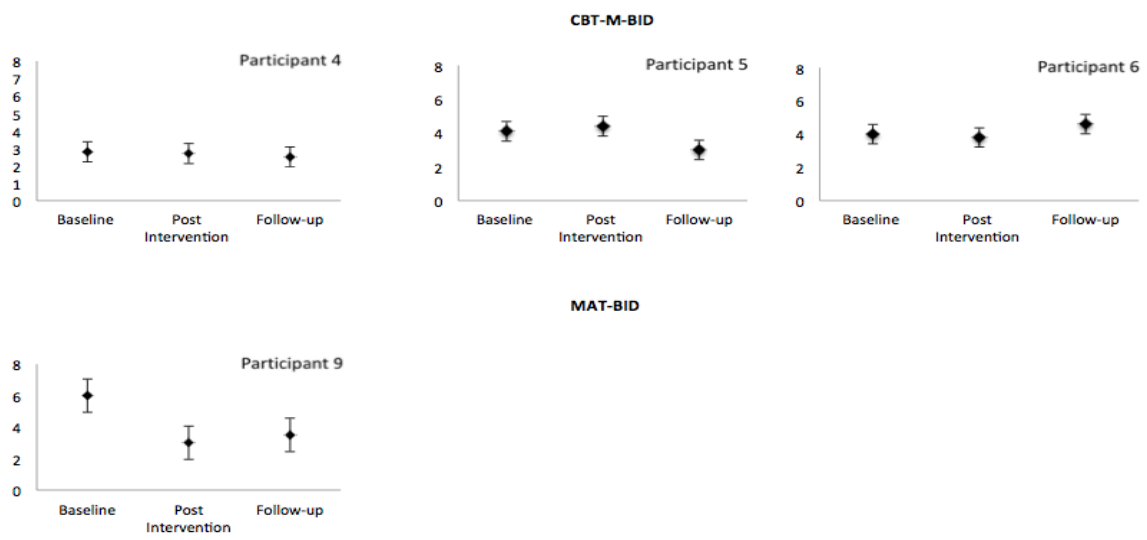 CBT-M-BID
Participant 4
8
7
6
5
4
3
2
1
0
Baseline
Post
Intervention
Follow-up
Participant 5
8
6
4
2
0
Baseline
Post
Intervention
Follow-up
Participant 6
8
6
4
2
0
Baseline
Post
Intervention
Follow-up
MAT-BID
Participant 9
8
6
4
2
0
Baseline
Post
Intervention
Follow-up